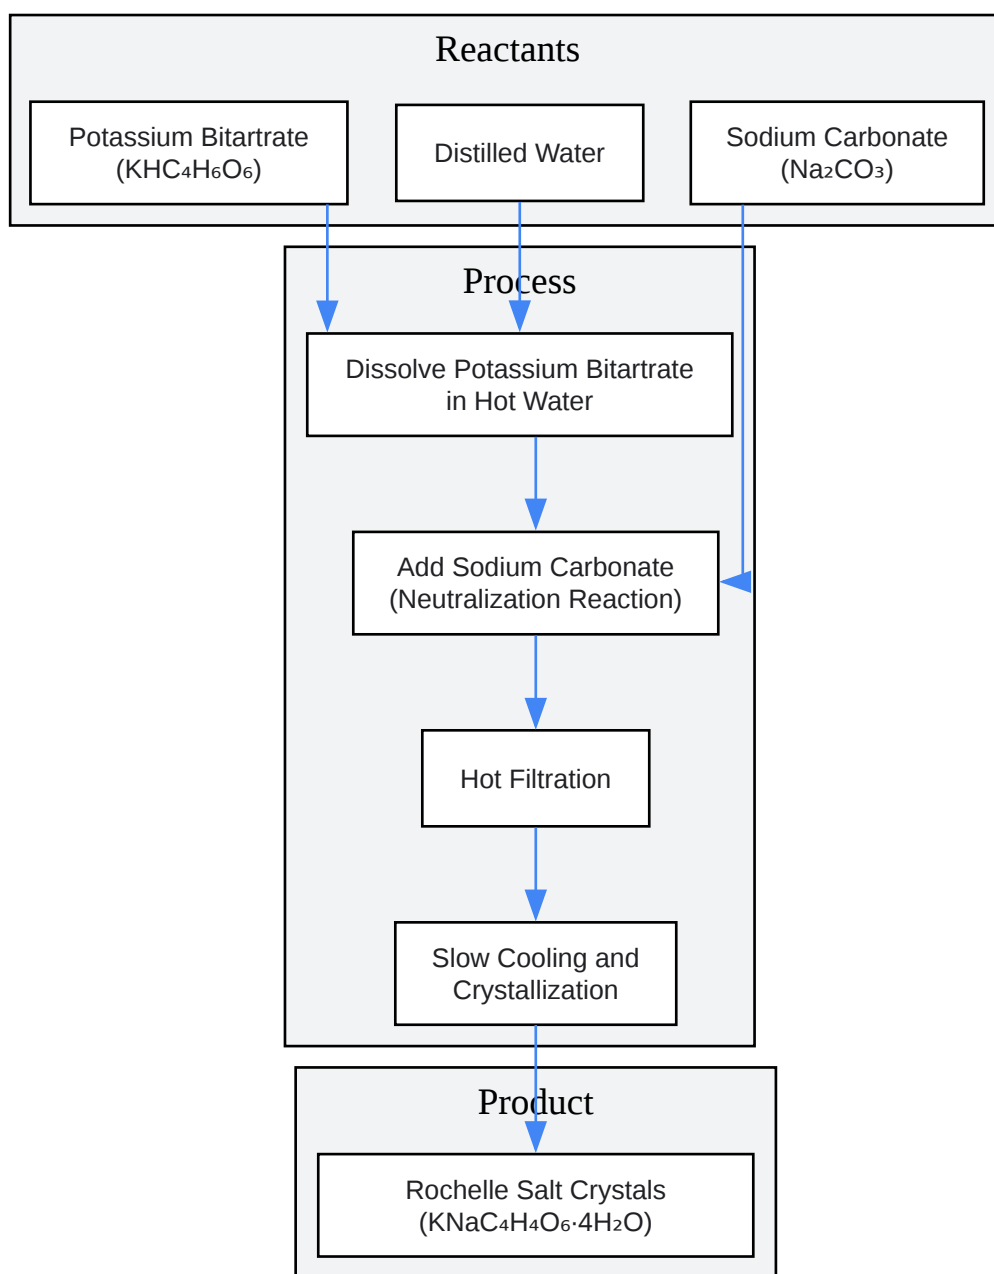 Reactants
Potassium Bitartrate
(KHC₄H₆O₆)
Distilled Water
Sodium Carbonate
(Na₂CO₃)
Process
Dissolve Potassium Bitartrate
in Hot Water
Add Sodium Carbonate
(Neutralization Reaction)
Hot Filtration
Slow Cooling and
Crystallization
Product
Rochelle Salt Crystals
(KNaC₄H₄O₆·4H₂O)